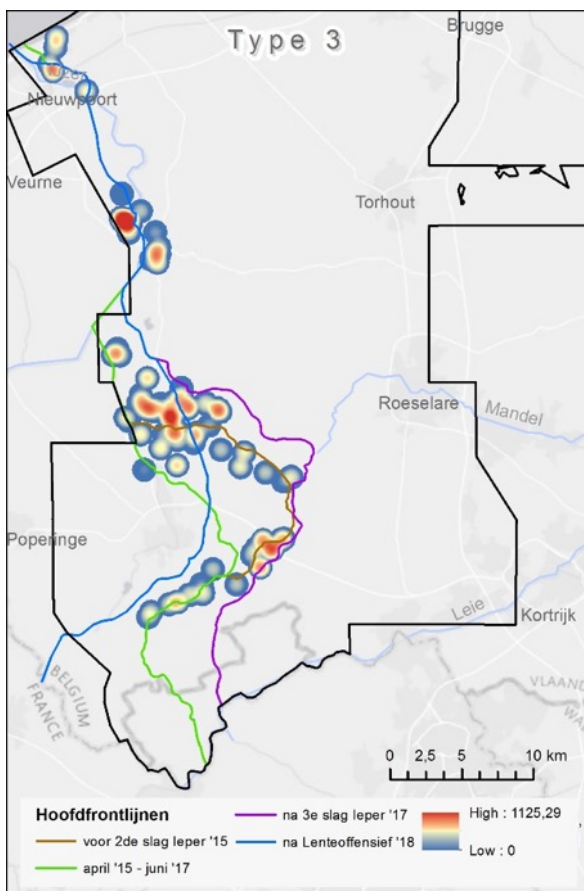 Type 3
Brugge
Nieuwpoort
Veurne
Torhout
Roeselare
Mandel
Poperinge
Leie
Kortrijk
BELGIUM
FRANCE
VLAAND
0 2,5 5 10 km
Hoofdfrontlijnen
voor 2de slag Ieper '15
april '15 - juni '17
na 3e slag Ieper '17
na Lenteoffensief '18
High : 1125,29
Low : 0